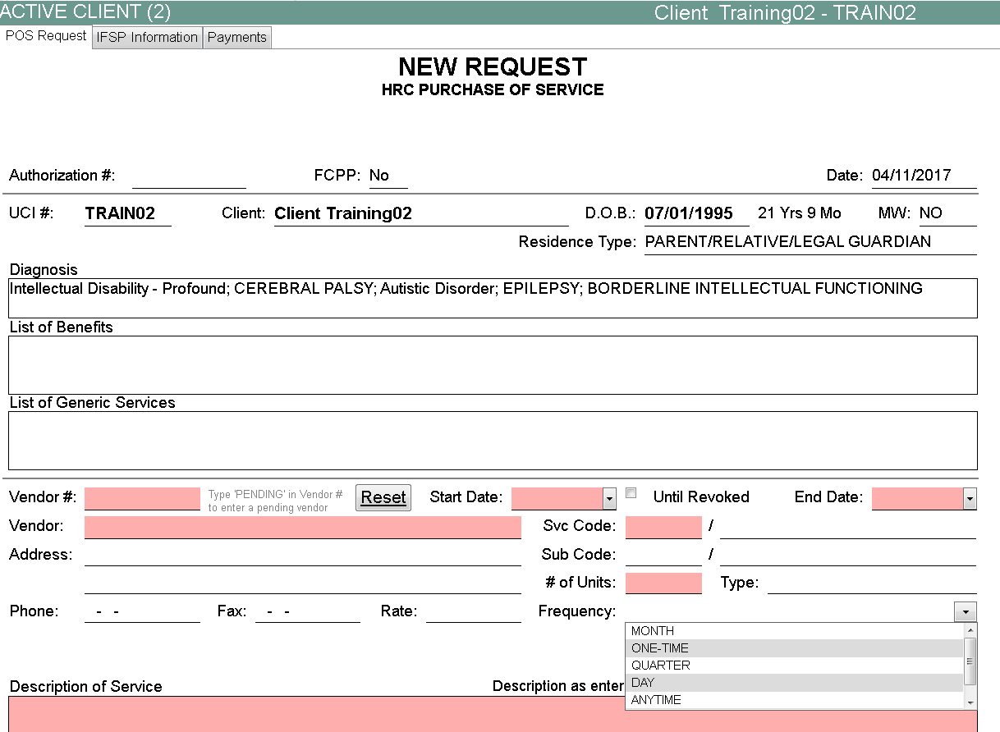 ACTIVE CLIENT (2) Client Training02 - TRAIN02
POS Request IFSP Information Payments
NEW REQUEST
HRC PURCHASE OF SERVICE
Authorization #: FCPP: No Date: 04/11/2017
UCI #: TRAIN02 Client: Client Training02 D.O.B.: 07/01/1995 21 Yrs 9 Mo MW: NO
Residence Type: PARENT/RELATIVE/LEGAL GUARDIAN
Diagnosis
Intellectual Disability - Profound; CEREBRAL PALSY; Autistic Disorder; EPILEPSY; BORDERLINE INTELLECTUAL FUNCTIONING
List of Benefits
List of Generic Services
Vendor #: Type 'PENDING' in Vendor # Reset Start Date: Until Revoked End Date:
to enter a pending vendor
Vendor: Svc Code: /
Address: Sub Code: /
# of Units: Type:
Phone: - - Fax: - - Rate: Frequency:
MONTH
ONE-TIME
QUARTER
DAY
Description of Service Description as enter
ANYTIME